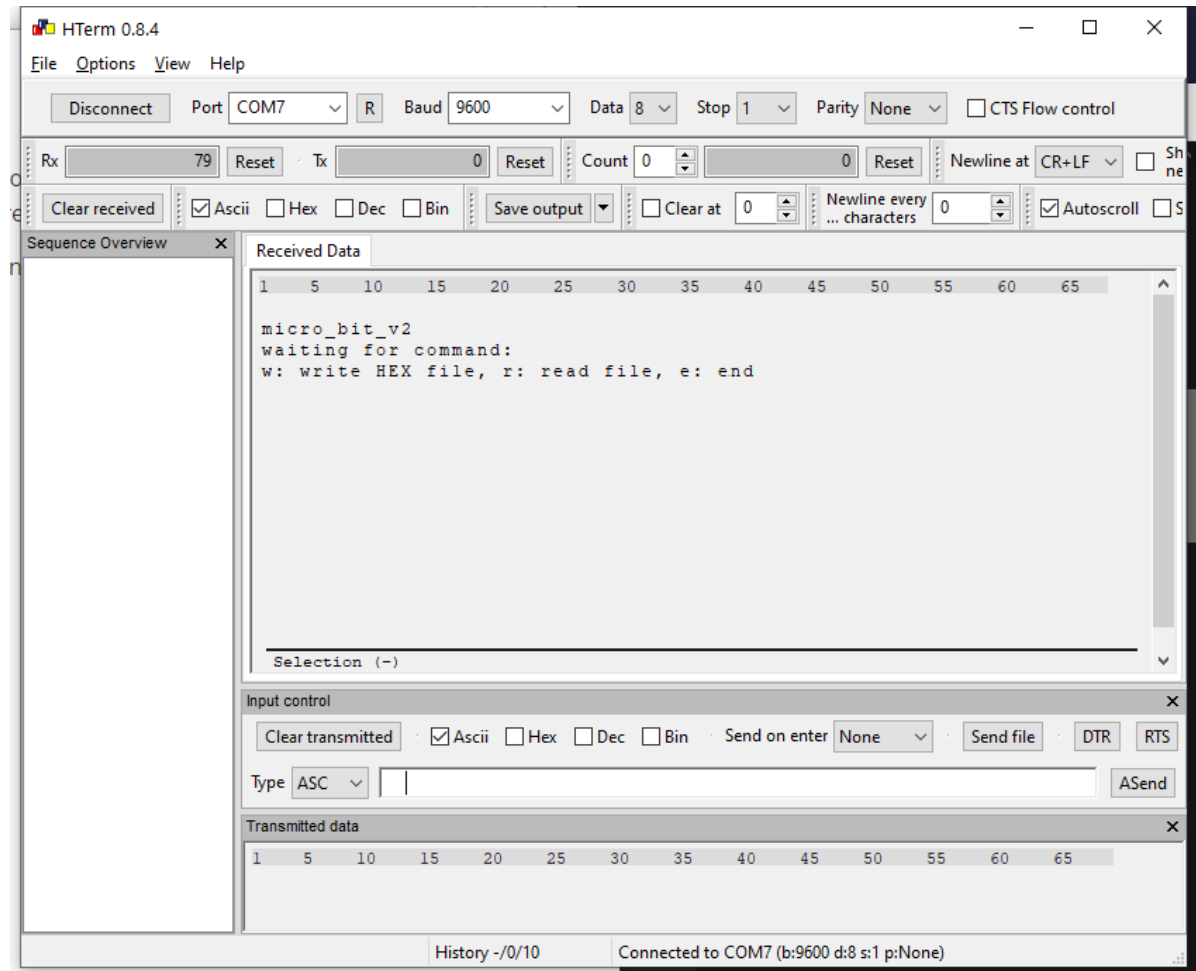 HTerm 0.8.4
File Options View Help
Disconnect Port COM7 R Baud 9600 Data 8 Stop 1 Parity None CTS Flow control
Rx 79 Reset Tx 0 Reset Count 0 0 Reset Newline at CR+LF
Clear received Ascii Hex Dec Bin Save output Clear at 0 Newline every ... characters 0 Autoscroll
Sequence Overview
Received Data
1 5 10 15 20 25 30 35 40 45 50 55 60 65
micro_bit_v2
waiting for command:
w: write HEX file, r: read file, e: end
Selection (-)
Input control
Clear transmitted Ascii Hex Dec Bin Send on enter None Send file DTR RTS
Type ASC ASend
Transmitted data
1 5 10 15 20 25 30 35 40 45 50 55 60 65
History -/0/10 Connected to COM7 (b:9600 d:8 s:1 p:None)